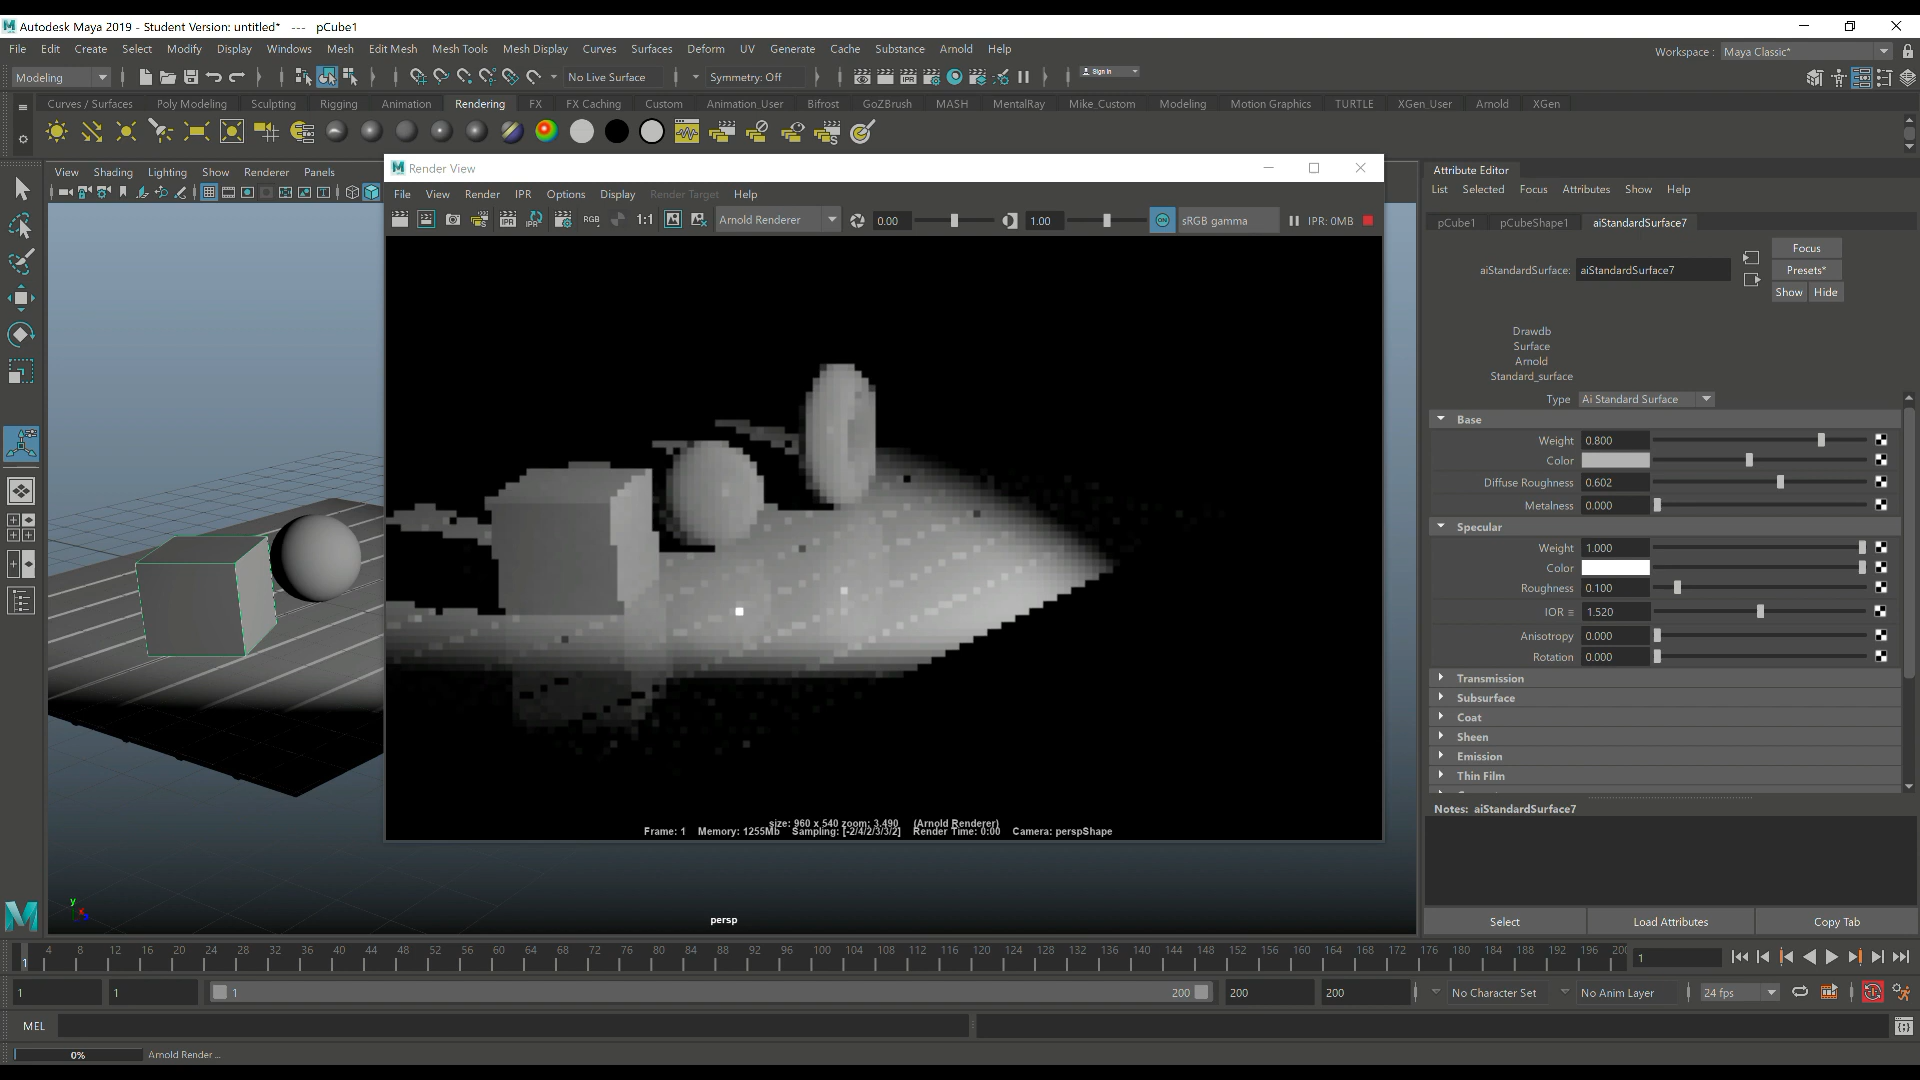 Autodesk Maya 2019 - Student Version: untitled*   ---   pCube1
File Edit Create Select Modify Display Windows Mesh Edit Mesh Mesh Tools Mesh Display Curves Surfaces Deform UV Generate Cache Substance Arnold Help
Workspace : Maya Classic*
Modeling No Live Surface Symmetry: Off Sign In
Curves / Surfaces Poly Modeling Sculpting Rigging Animation Rendering FX FX Caching Custom Animation_User Bifrost GoZBrush MASH MentalRay Mike_Custom Modeling Motion Graphics TURTLE XGen_User Arnold XGen
View Shading Lighting Show Renderer Panels
Render View
File View Render IPR Options Display Render Target Help
IPR IPR RGB 1:1 Arnold Renderer 0.00 1.00 ON sRGB gamma IPR: 0MB
size: 960 x 540 zoom: 3.490 (Arnold Renderer)
Frame: 1 Memory: 1255Mb Sampling: [-2/4/2/3/3/2] Render Time: 0:00 Camera: perspShape
persp
y
Attribute Editor
List Selected Focus Attributes Show Help
pCube1 pCubeShape1 aiStandardSurface7
Focus
aiStandardSurface: aiStandardSurface7 Presets*
Show Hide
Drawdb
Surface
Arnold
Standard_surface
Type Ai Standard Surface
Base
Weight 0.800
Color
Diffuse Roughness 0.602
Metalness 0.000
Specular
Weight 1.000
Color
Roughness 0.100
IOR = 1.520
Anisotropy 0.000
Rotation 0.000
Transmission
Subsurface
Coat
Sheen
Emission
Thin Film
Notes: aiStandardSurface7
Select Load Attributes Copy Tab
1 4 8 12 16 20 24 28 32 36 40 44 48 52 56 60 64 68 72 76 80 84 88 92 96 100 104 108 112 116 120 124 128 132 136 140 144 148 152 156 160 164 168 172 176 180 184 188 192 196 200 1
1 1 1 200 200 200 No Character Set No Anim Layer 24 fps
MEL
0% Arnold Render ...